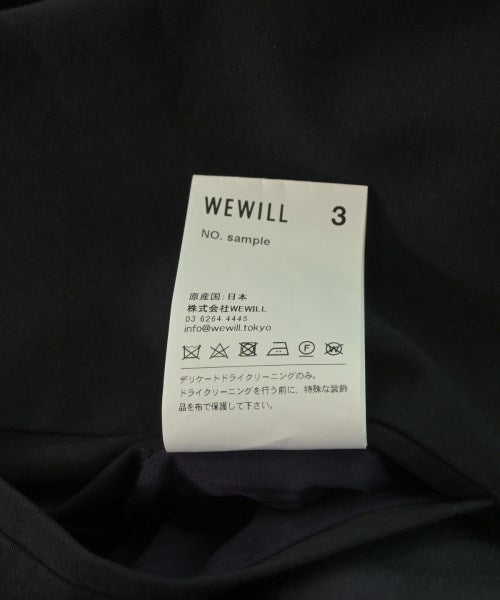 WEWILL 3
NO. sample
原産国:日本
株式会社WEWILL
03 6264 4445
info@wewill.tokyo
デリケートドライクリーニングのみ。
ドライクリーニングを行う前に、特殊な装飾
品を布で保護して下さい。